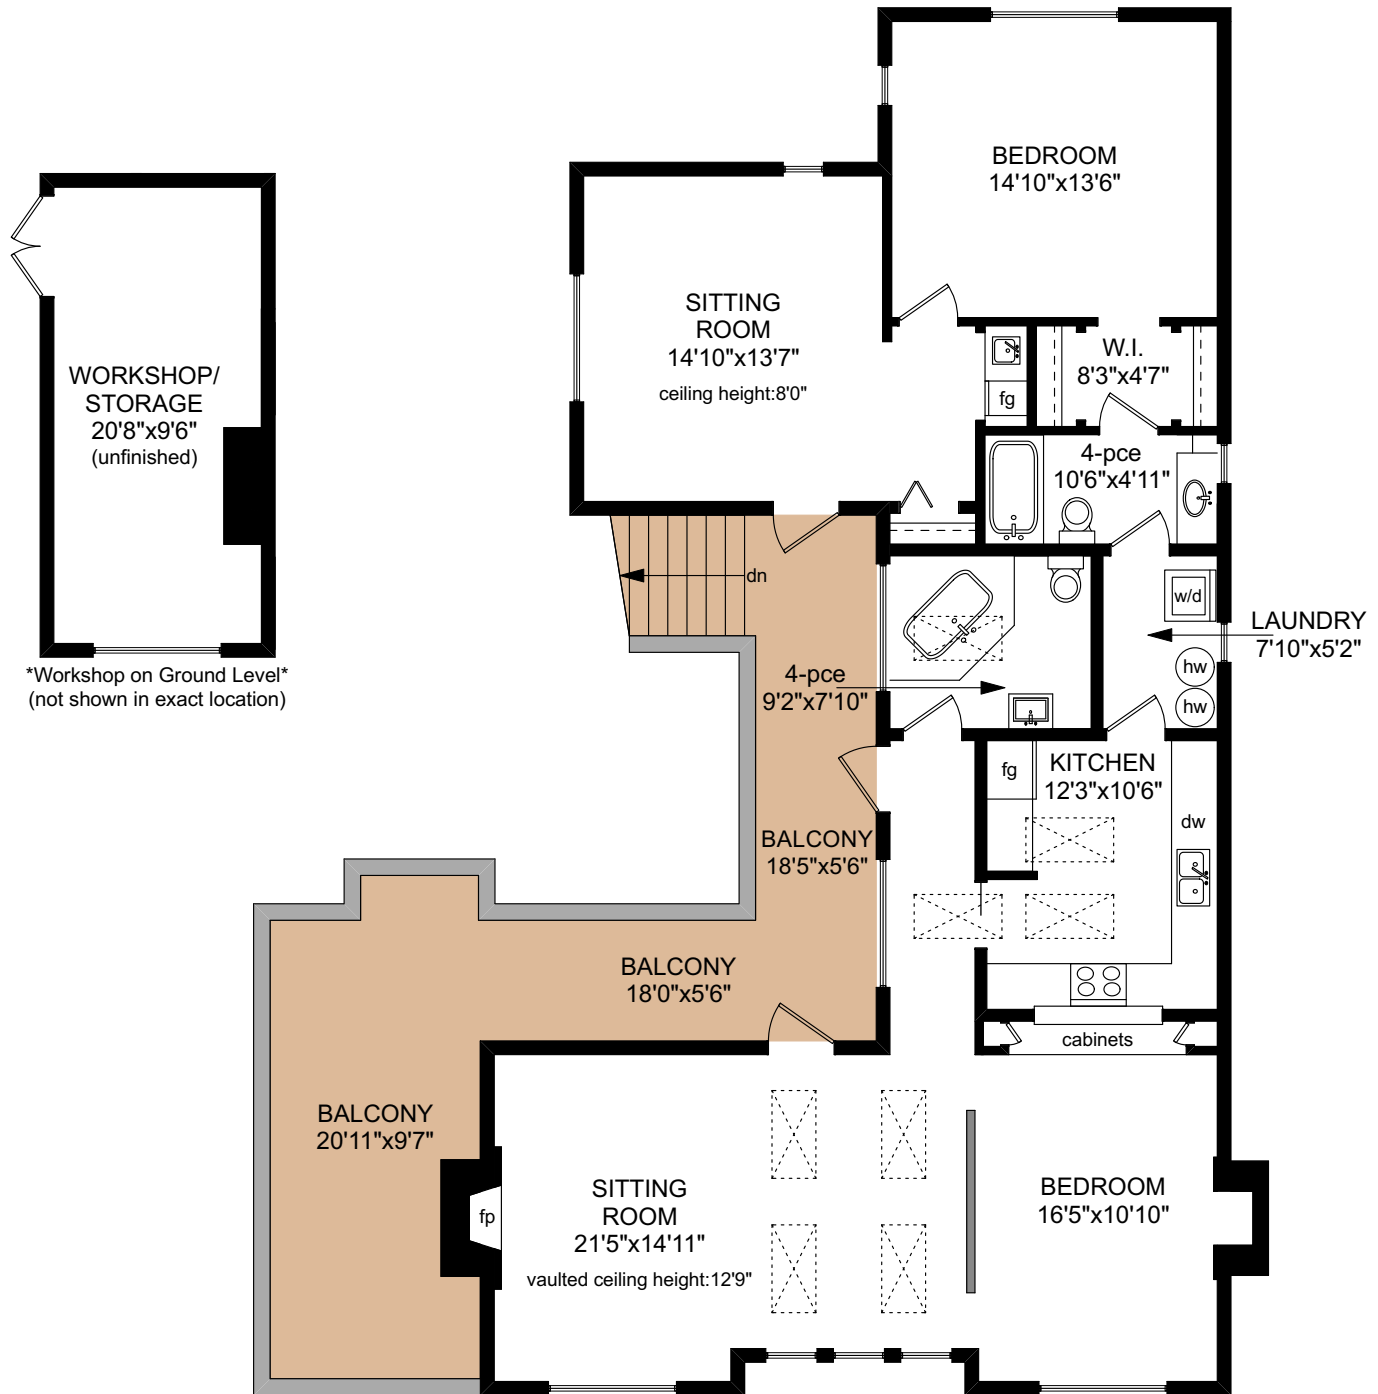 BEDROOM
14'10"x13'6"
SITTING
ROOM
14'10"x13'7"
ceiling height:8'0"
WORKSHOP/
STORAGE
20'8"x9'6"
(unfinished)
*Workshop on Ground Level*
(not shown in exact location)
W.I.
8'3"x4'7"
fg
4-pce
10'6"x4'11"
dn
w/d
LAUNDRY
7'10"x5'2"
hw
hw
4-pce
9'2"x7'10"
fg
KITCHEN
12'3"x10'6"
dw
BALCONY
18'5"x5'6"
BALCONY
18'0"x5'6"
cabinets
BALCONY
20'11"x9'7"
fp
SITTING
ROOM
21'5"x14'11"
vaulted ceiling height:12'9"
BEDROOM
16'5"x10'10"